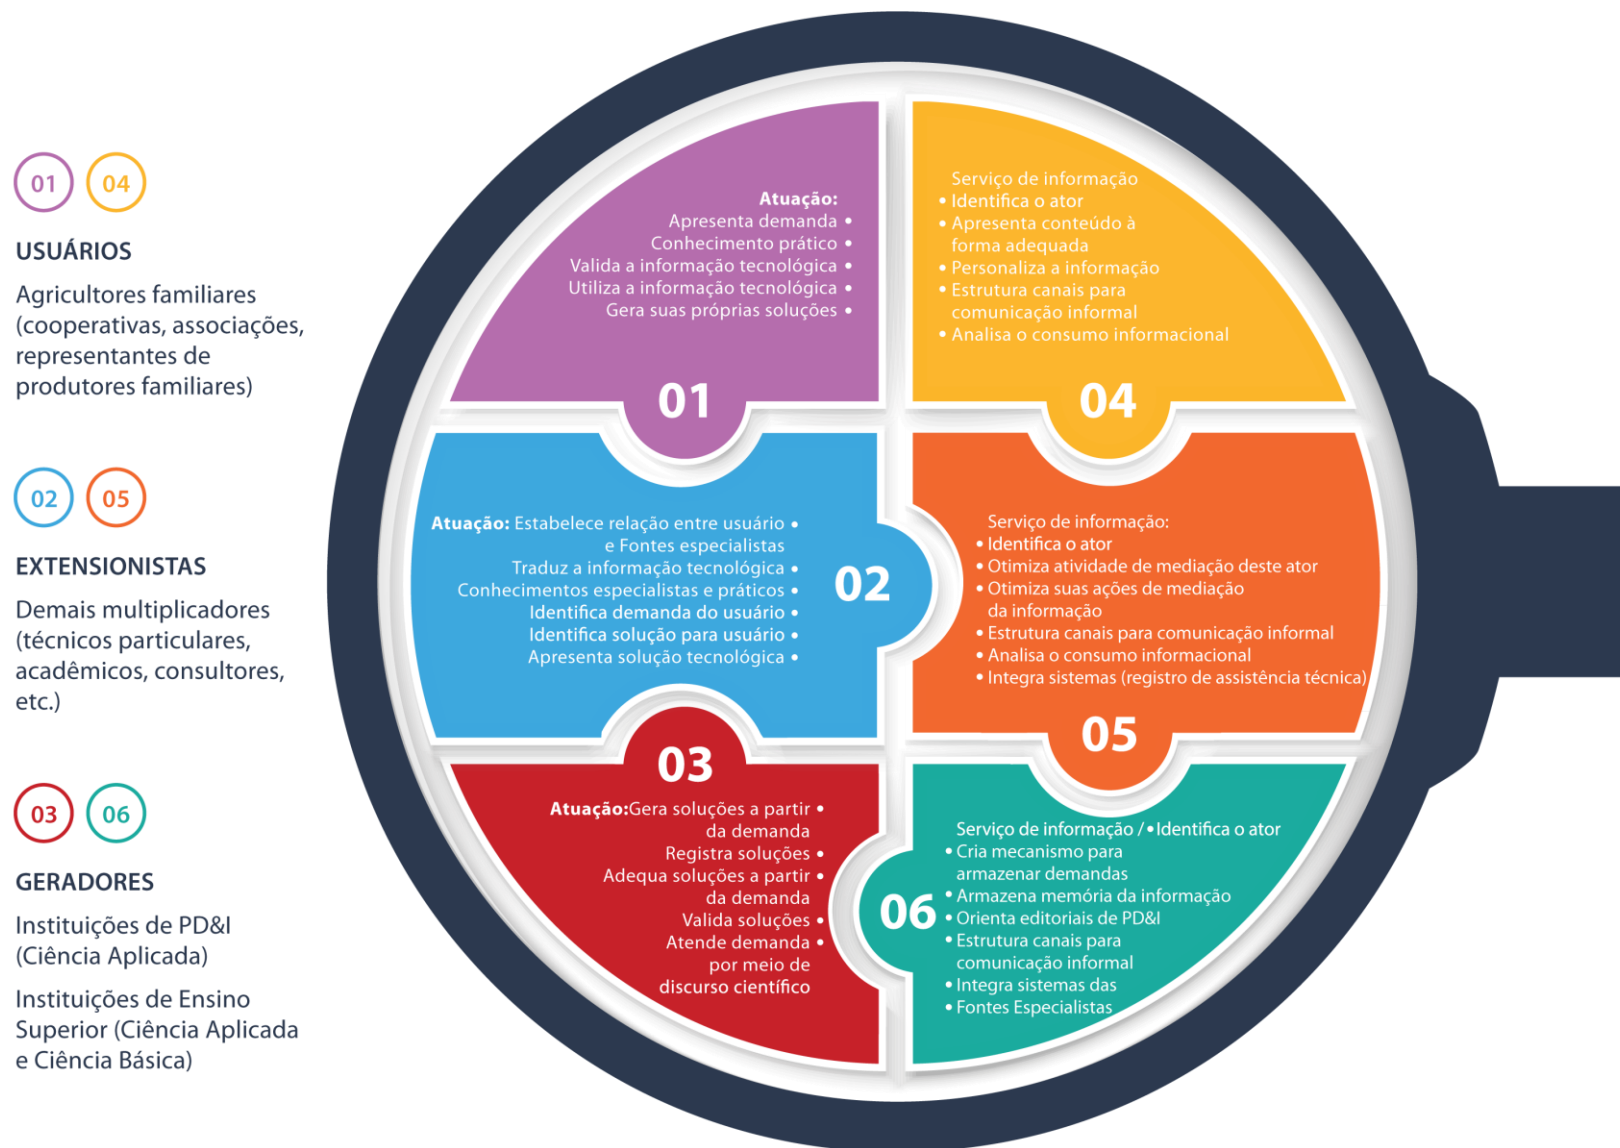 01 04
USUÁRIOS
Agricultores familiares
(cooperativas, associações,
representantes de
produtores familiares)
02 05
EXTENSIONISTAS
Demais multiplicadores
(técnicos particulares,
acadêmicos, consultores,
etc.)
03 06
GERADORES
Instituições de PD&I
(Ciência Aplicada)
Instituições de Ensino
Superior (Ciência Aplicada
e Ciência Básica)
Atuação:
Apresenta demanda •
Conhecimento prático •
Valida a informação tecnológica •
Utiliza a informação tecnológica •
Gera suas próprias soluções •
01
Atuação: Estabelece relação entre usuário •
e Fontes especialistas
Traduz a informação tecnológica •
Conhecimentos especialistas e práticos •
Identifica demanda do usuário •
Identifica solução para usuário •
Apresenta solução tecnológica •
02
03
Atuação:Gera soluções a partir •
da demanda
Registra soluções •
Adequa soluções a partir •
da demanda
Valida soluções •
Atende demanda •
por meio de
discurso científico
Serviço de informação
• Identifica o ator
• Apresenta conteúdo à
forma adequada
• Personaliza a informação
• Estrutura canais para
comunicação informal
• Analisa o consumo informacional
04
Serviço de informação:
• Identifica o ator
• Otimiza atividade de mediação deste ator
• Otimiza suas ações de mediação
da informação
• Estrutura canais para comunicação informal
• Analisa o consumo informacional
• Integra sistemas (registro de assistência técnica)
05
Serviço de informação /•Identifica o ator
• Cria mecanismo para
armazenar demandas
• Armazena memória da informação
• Orienta editoriais de PD&I
• Estrutura canais para
comunicação informal
• Integra sistemas das
• Fontes Especialistas
06